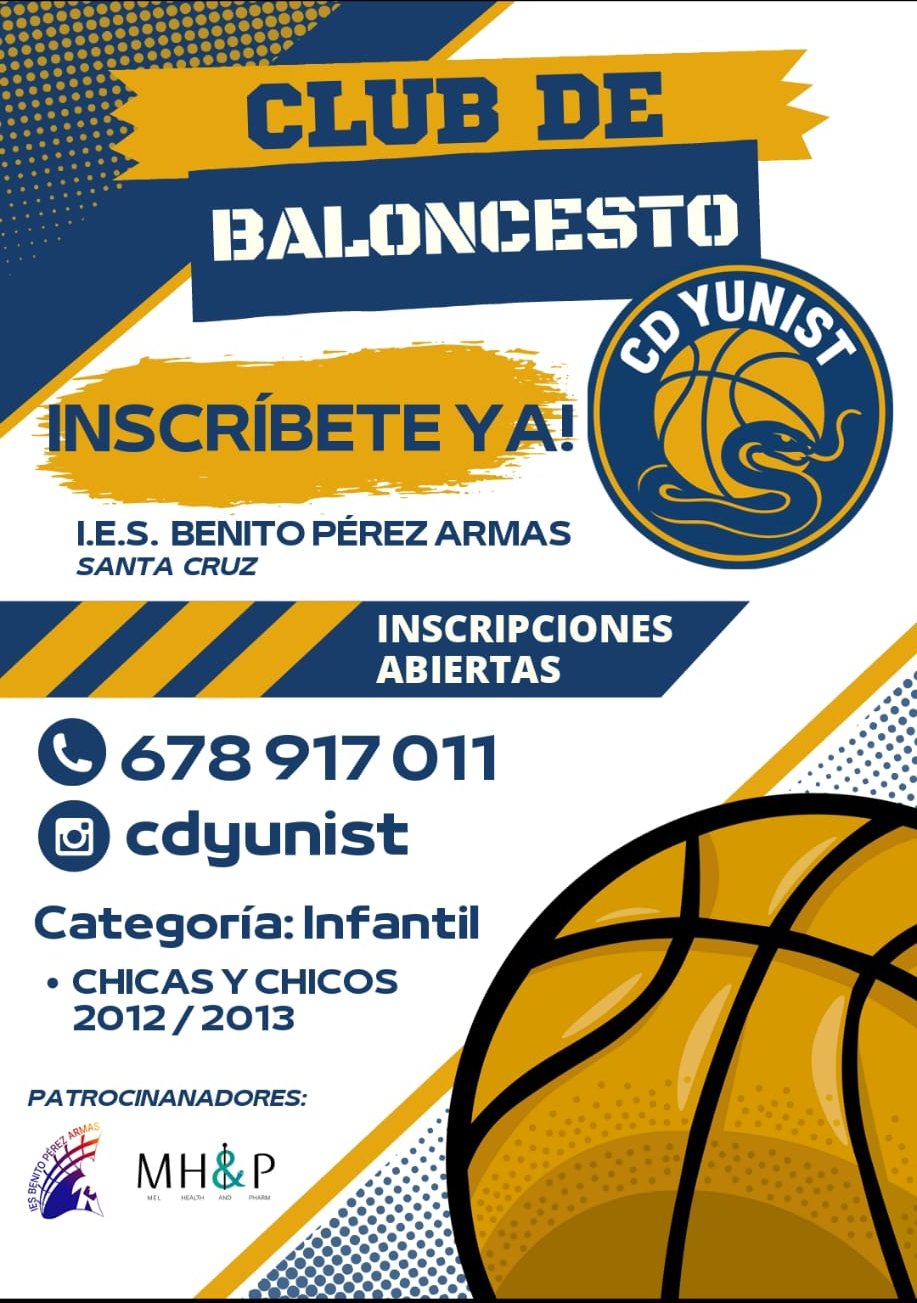 CLUB DE
BALONCESTO
CD YUNIST
INSCRÍBETE YA!
I.E.S. BENITO PÉREZ ARMAS
SANTA CRUZ
INSCRIPCIONES
ABIERTAS
678 917 011
cdyunist
Categoría: Infantil
• CHICAS Y CHICOS
2012 / 2013
PATROCINANADORES:
IES BENITO PÉREZ ARMAS
MH&P
MEL HEALTH AND PHARM